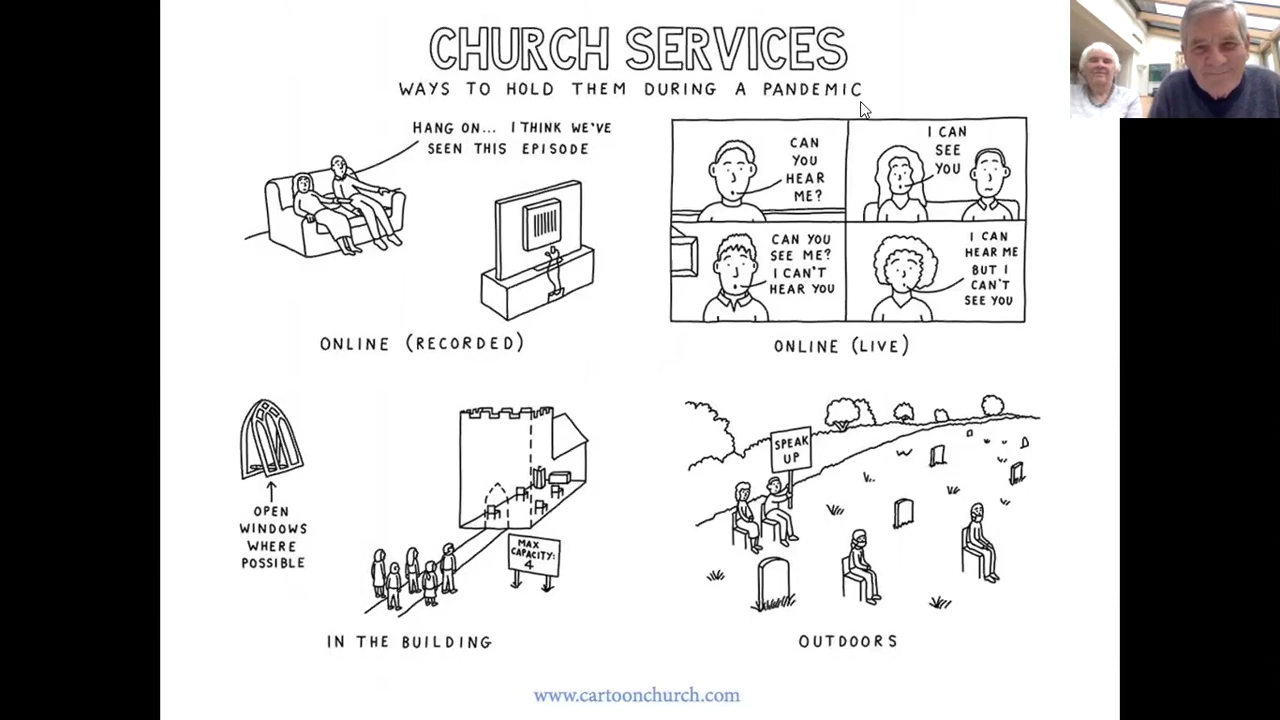 CHURCH SERVICES
WAYS TO HOLD THEM DURING A PANDEMIC
HANG ON... I THINK WE'VE
SEEN THIS EPISODE
ONLINE (RECORDED)
CAN
YOU
HEAR
ME?
I CAN
SEE
YOU
CAN YOU
SEE ME?
I CAN'T
HEAR YOU
I CAN
HEAR ME
BUT I
CAN'T
SEE YOU
ONLINE (LIVE)
OPEN
WINDOWS
WHERE
POSSIBLE
MAX
CAPACITY:
4
IN THE BUILDING
SPEAK
UP
OUTDOORS
www.cartoonchurch.com